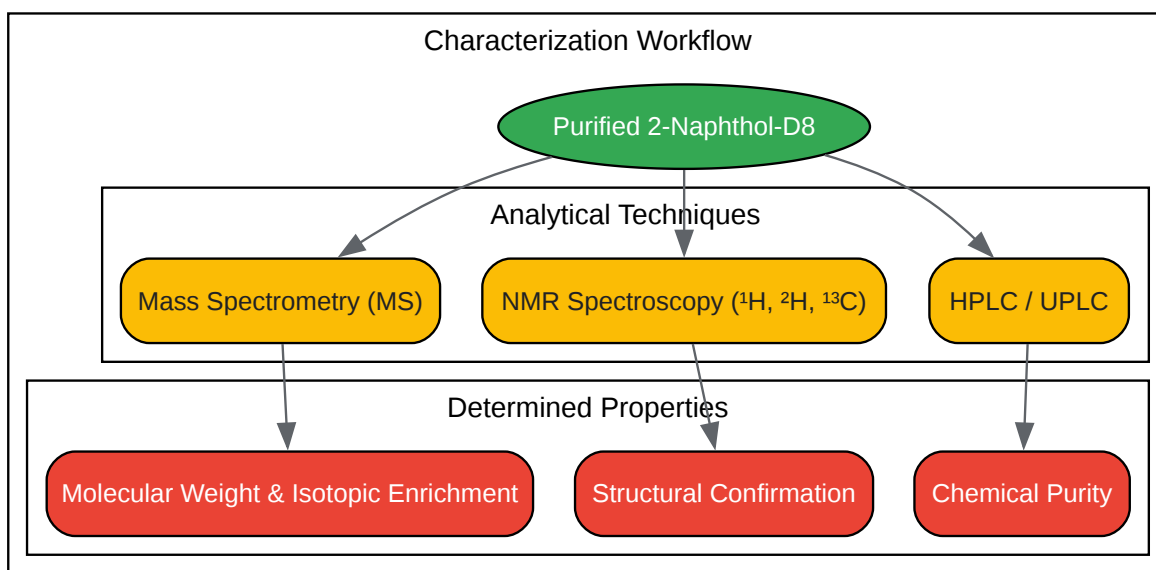 Characterization Workflow
Purified 2-Naphthol-D8
Analytical Techniques
Mass Spectrometry (MS)
NMR Spectroscopy (¹H, ²H, ¹³C)
HPLC / UPLC
Determined Properties
Molecular Weight & Isotopic Enrichment
Structural Confirmation
Chemical Purity